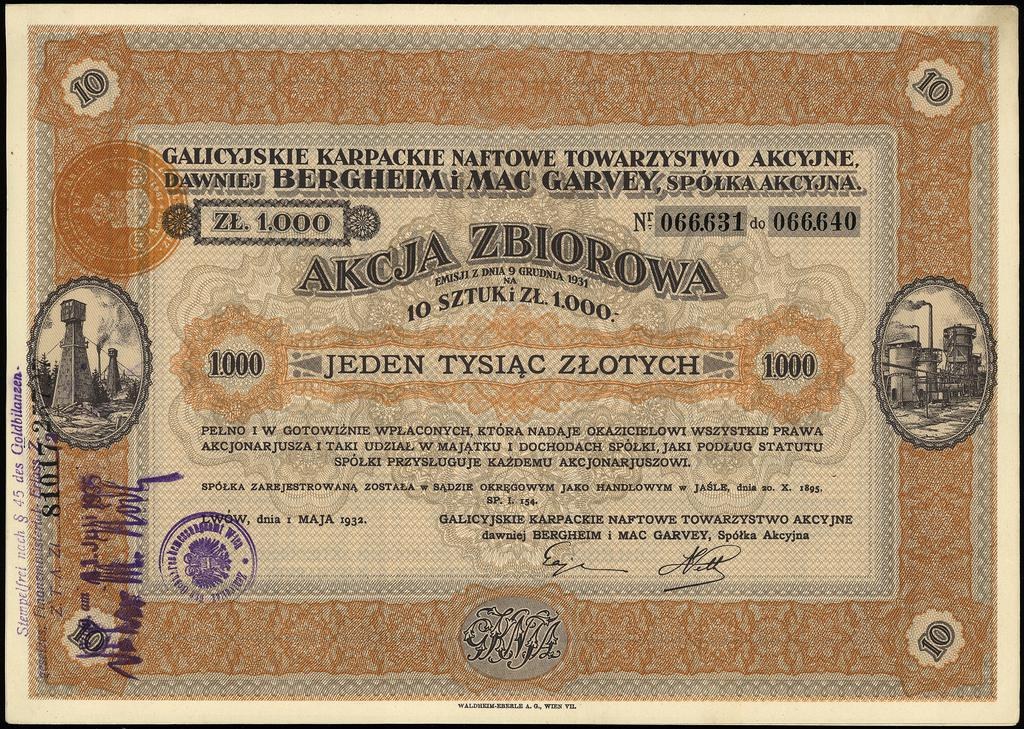 10
10
GALICYJSKIE KARPACKIE NAFTOWE TOWARZYSTWO AKCYJNE,
DAWNIEJ BERGHEIM i MAC GARVEY, SPÓŁKA AKCYJNA.
ZŁ. 1.000
Nr. 066.631 do 066.640
AKCJA ZBIOROWA
EMISJI Z DNIA 9 GRUDNIA 1931
NA
10 SZTUK i ZŁ. 1.000.-
1.000
JEDEN TYSIĄC ZŁOTYCH
1.000
PEŁNO I W GOTOWIŹNIE WPŁACONYCH, KTÓRA NADAJE OKAZICIELOWI WSZYSTKIE PRAWA
AKCJONARJUSZA I TAKI UDZIAŁ W MAJĄTKU I DOCHODACH SPÓŁKI, JAKI PODŁUG STATUTU
SPÓŁKI PRZYSŁUGUJE KAŻDEMU AKCJONARJUSZOWI.
SPÓŁKA ZAREJESTROWANĄ ZOSTAŁA w SĄDZIE OKRĘGOWYM JAKO HANDLOWYM w JAŚLE, dnia 20. X. 1895.
SP. I. 154.
LWÓW, dnia 1 MAJA 1932.
GALICYJSKIE KARPACKIE NAFTOWE TOWARZYSTWO AKCYJNE
dawniej BERGHEIM i MAC GARVEY, Spółka Akcyjna
Stempelfrei nach § 45 des Goldbilanzen-
10
10
WALDHEIM-EBERLE A. G., WIEN VII.